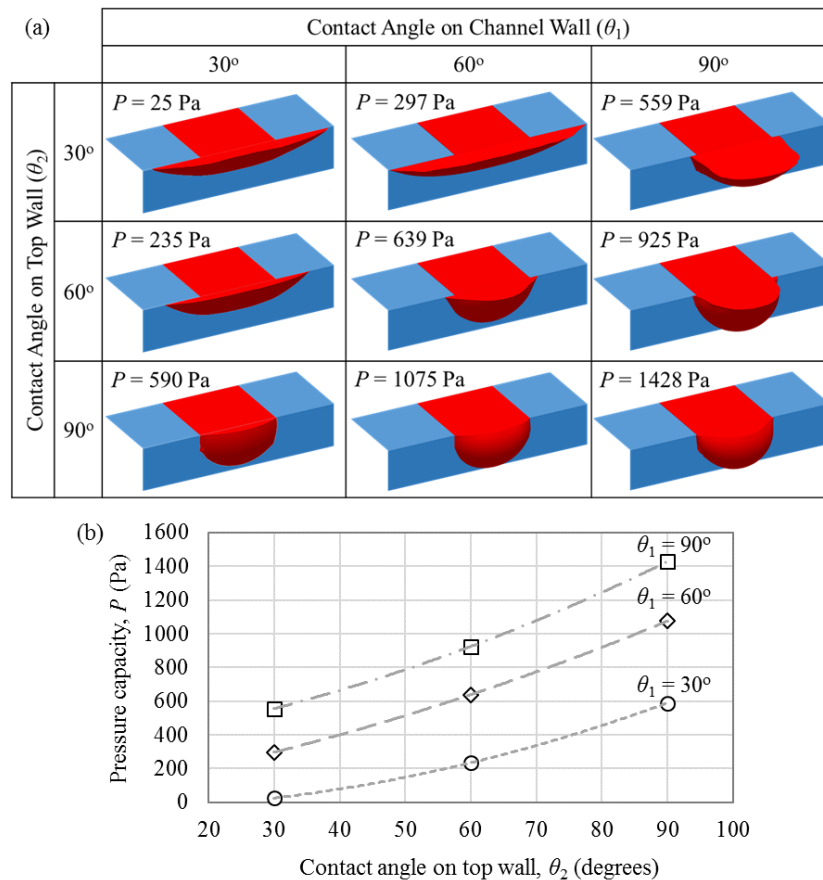 (a)
Contact Angle on Channel Wall (θ₁)
30° 60° 90°
Contact Angle on Top Wall (θ₂)
30°
P = 25 Pa P = 297 Pa P = 559 Pa
60°
P = 235 Pa P = 639 Pa P = 925 Pa
90°
P = 590 Pa P = 1075 Pa P = 1428 Pa
(b)
Pressure capacity, P (Pa)
1600
1400
1200
1000
800
600
400
200
0
θ₁ = 90°
θ₁ = 60°
θ₁ = 30°
20 30 40 50 60 70 80 90 100
Contact angle on top wall, θ₂ (degrees)